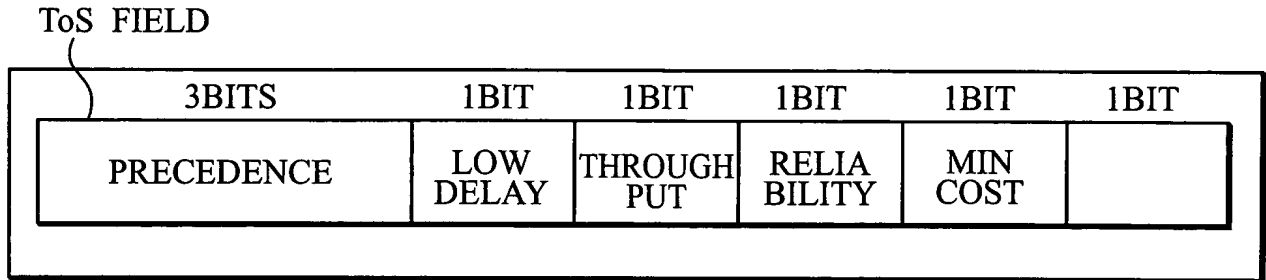 ToS FIELD
3BITS 1BIT 1BIT 1BIT 1BIT 1BIT
PRECEDENCE
LOW
DELAY
THROUGH
PUT
RELIA
BILITY
MIN
COST